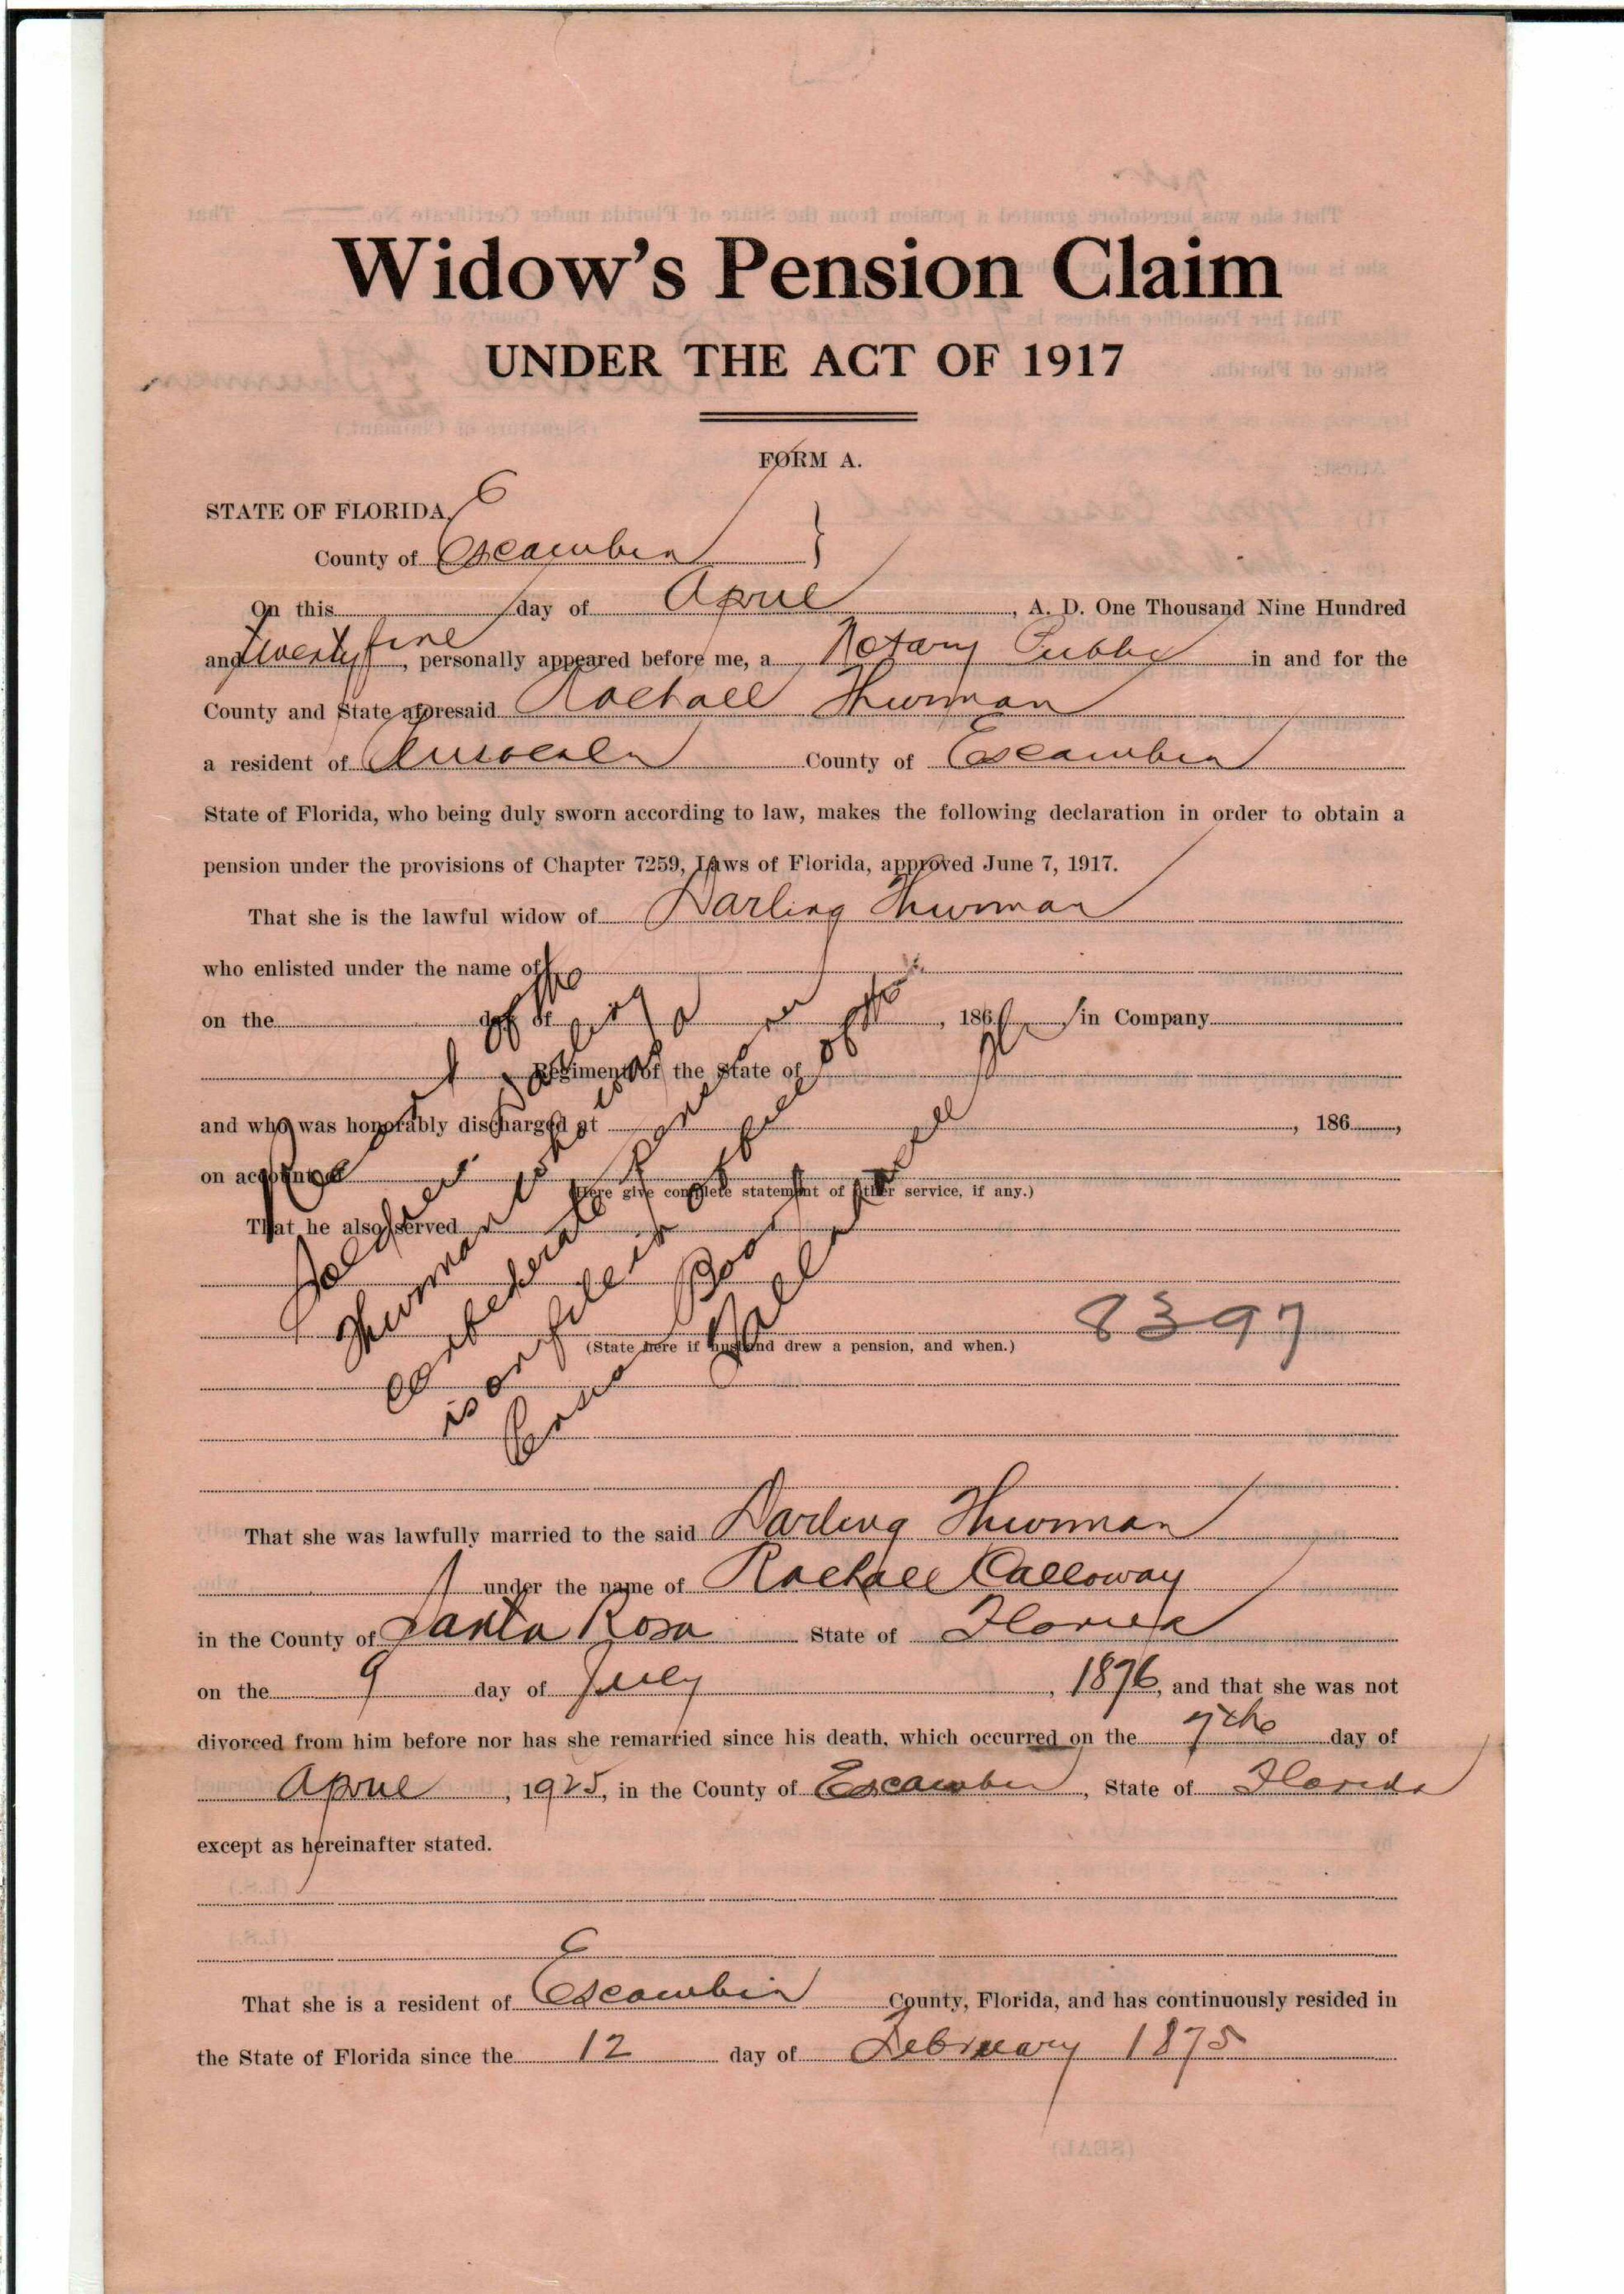 Widow's Pension Claim
UNDER THE ACT OF 1917
FORM A.
STATE OF FLORIDA,
County of Escambia }
On this day of April , A. D. One Thousand Nine Hundred
and twenty five, personally appeared before me, a Notary Public in and for the
County and State aforesaid Rachall Thurman
a resident of County of Escambia
State of Florida, who being duly sworn according to law, makes the following declaration in order to obtain a
pension under the provisions of Chapter 7259, Laws of Florida, approved June 7, 1917.
That she is the lawful widow of Darling Thurman
who enlisted under the name of
on the day of , 186 in Company
Regiment of the State of
and who was honorably discharged at , 186 ,
on account of
(Here give complete statement of other service, if any.)
That he also served
(State here if husband drew a pension, and when.)
Record of the
Soldier Darling
Thurman who was a
Confederate Pensioner
is on file in office of the
Pension Board
8397
That she was lawfully married to the said Darling Thurman
under the name of Rachall Calloway
in the County of Santa Rosa State of Florida
on the 9 day of July , 1876, and that she was not
divorced from him before nor has she remarried since his death, which occurred on the 7th day of
April , 1925, in the County of Escambia, State of Florida
except as hereinafter stated.
That she is a resident of Escambia County, Florida, and has continuously resided in
the State of Florida since the 12 day of February 1875